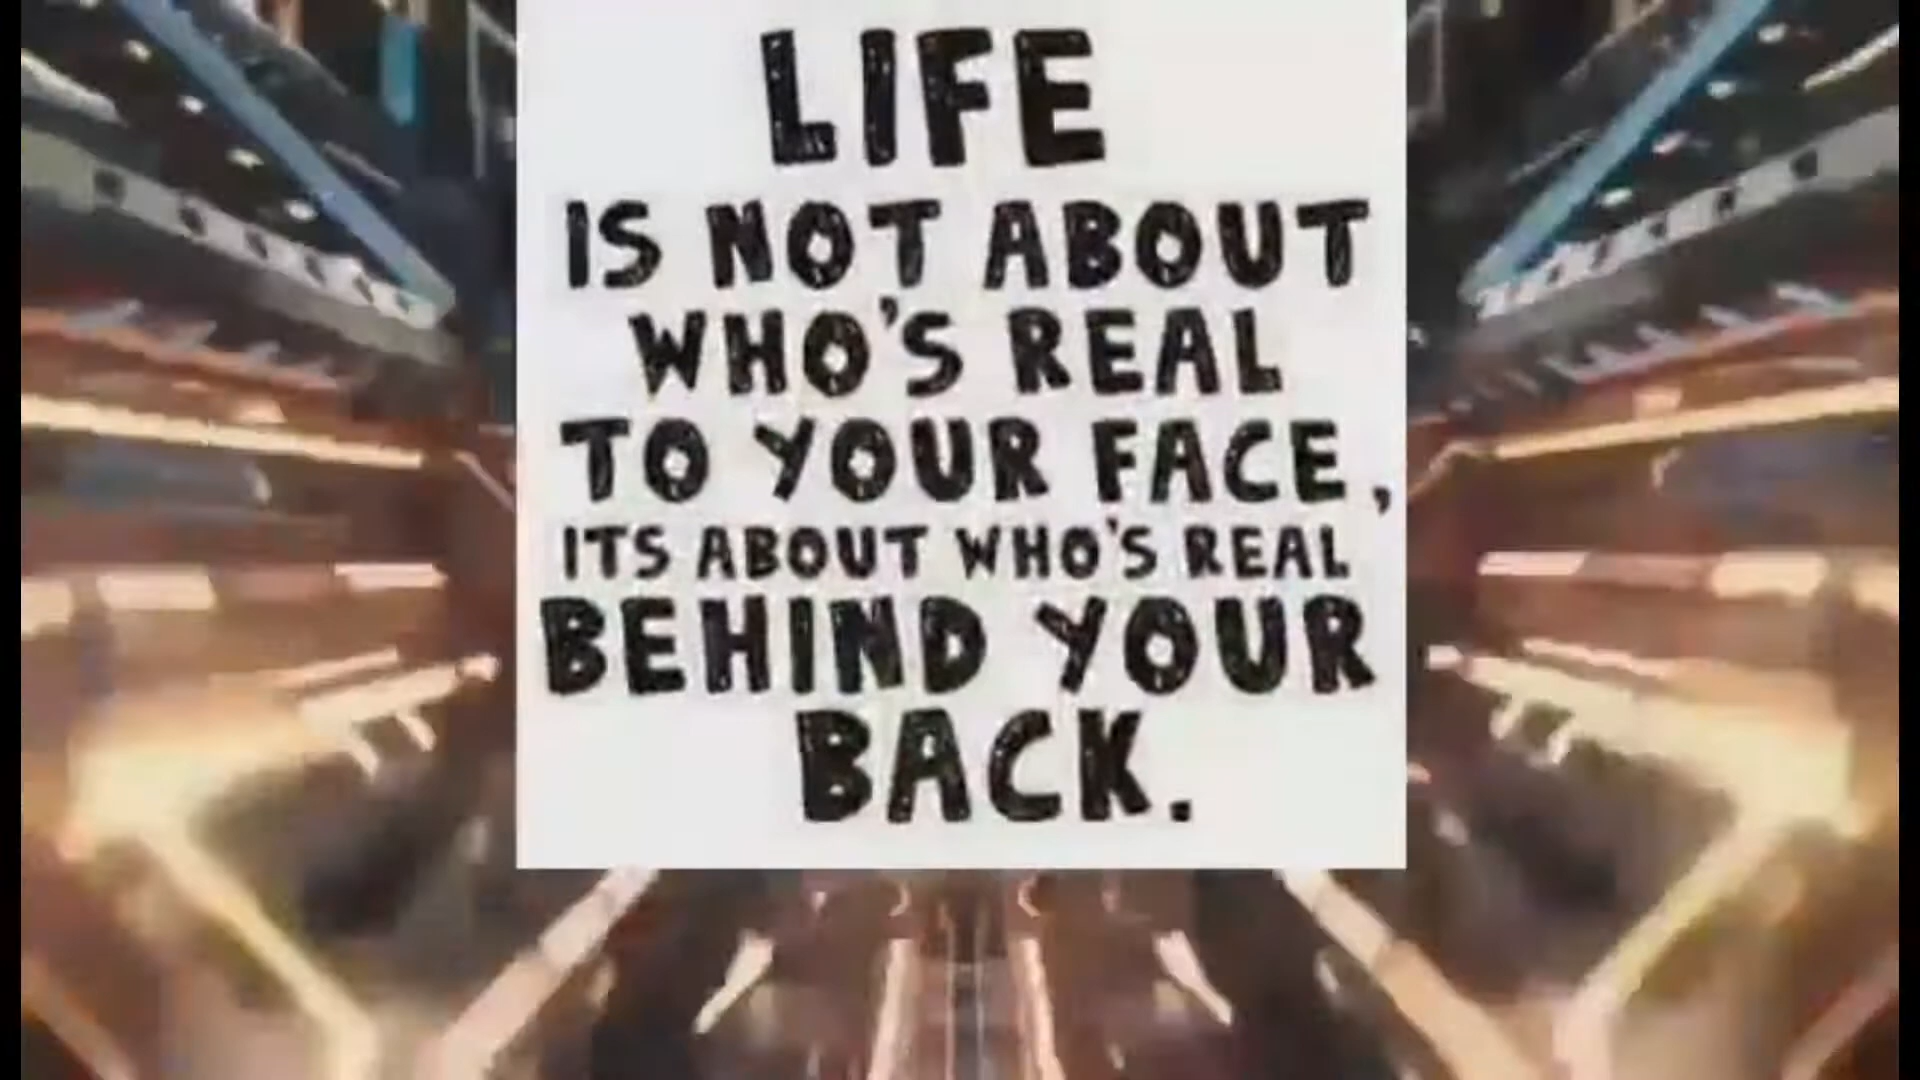 LIFE
IS NOT ABOUT
WHO'S REAL
TO YOUR FACE,
ITS ABOUT WHO'S REAL
BEHIND YOUR
BACK.